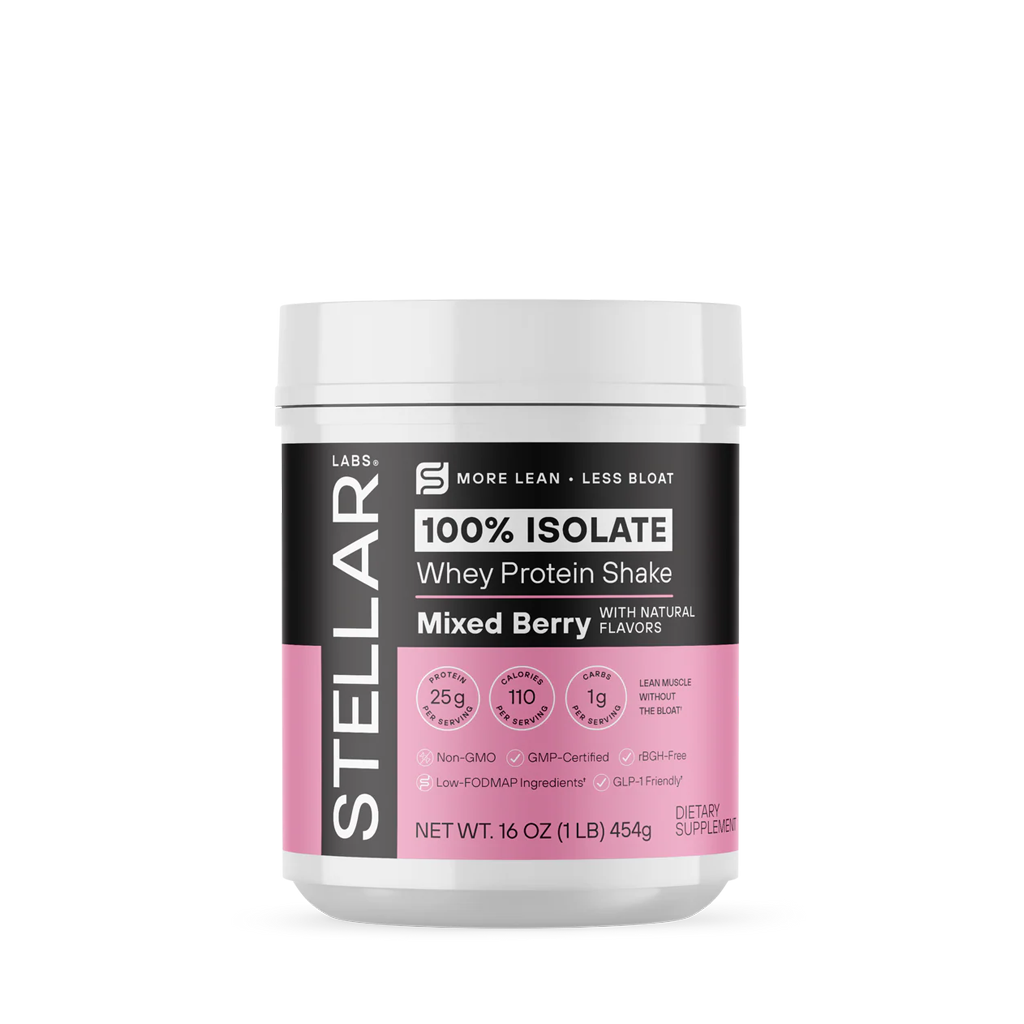 LABS®
STELLAR
MORE LEAN • LESS BLOAT
100% ISOLATE
Whey Protein Shake
Mixed Berry
WITH NATURAL
FLAVORS
PROTEIN
25g
PER SERVING
CALORIES
110
PER SERVING
CARBS
1g
PER SERVING
LEAN MUSCLE
WITHOUT
THE BLOAT†
Non-GMO
GMP-Certified
rBGH-Free
Low-FODMAP Ingredients†
GLP-1 Friendly†
NET WT. 16 OZ (1 LB) 454g
DIETARY
SUPPLEMENT